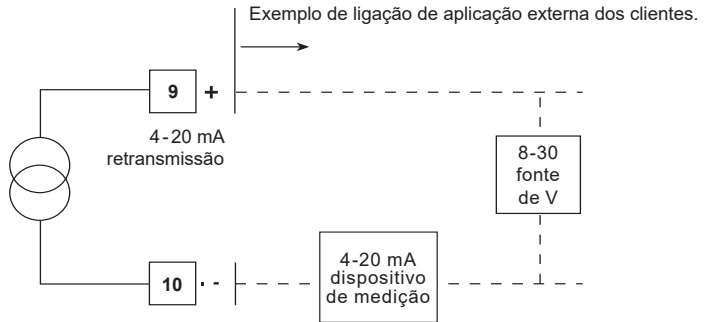 Exemplo de ligação de aplicação externa dos clientes.
9 +
4-20 mA
retransmissão
8-30
fonte
de V
10 - -
4-20 mA
dispositivo
de medição